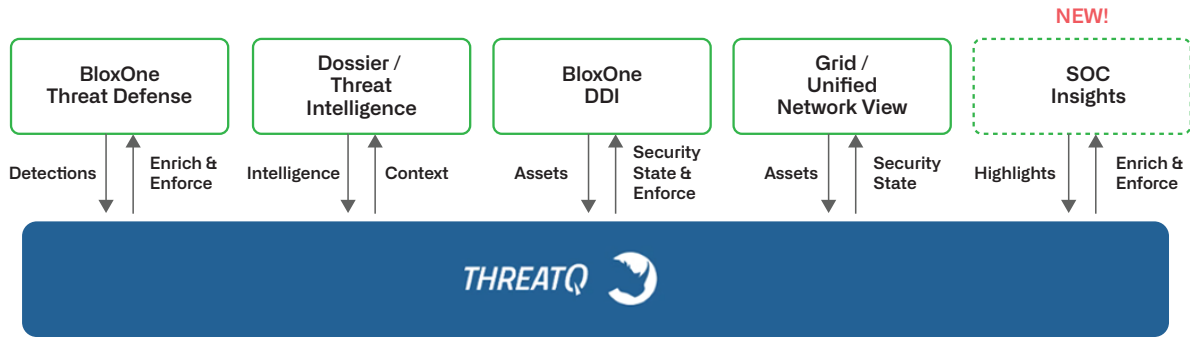 NEW!
BloxOne
Threat Defense
Dossier /
Threat
Intelligence
BloxOne
DDI
Grid /
Unified
Network View
SOC
Insights
Detections
Enrich &
Enforce
Intelligence
Context
Assets
Security
State &
Enforce
Assets
Security
State
Highlights
Enrich &
Enforce
THREATQ